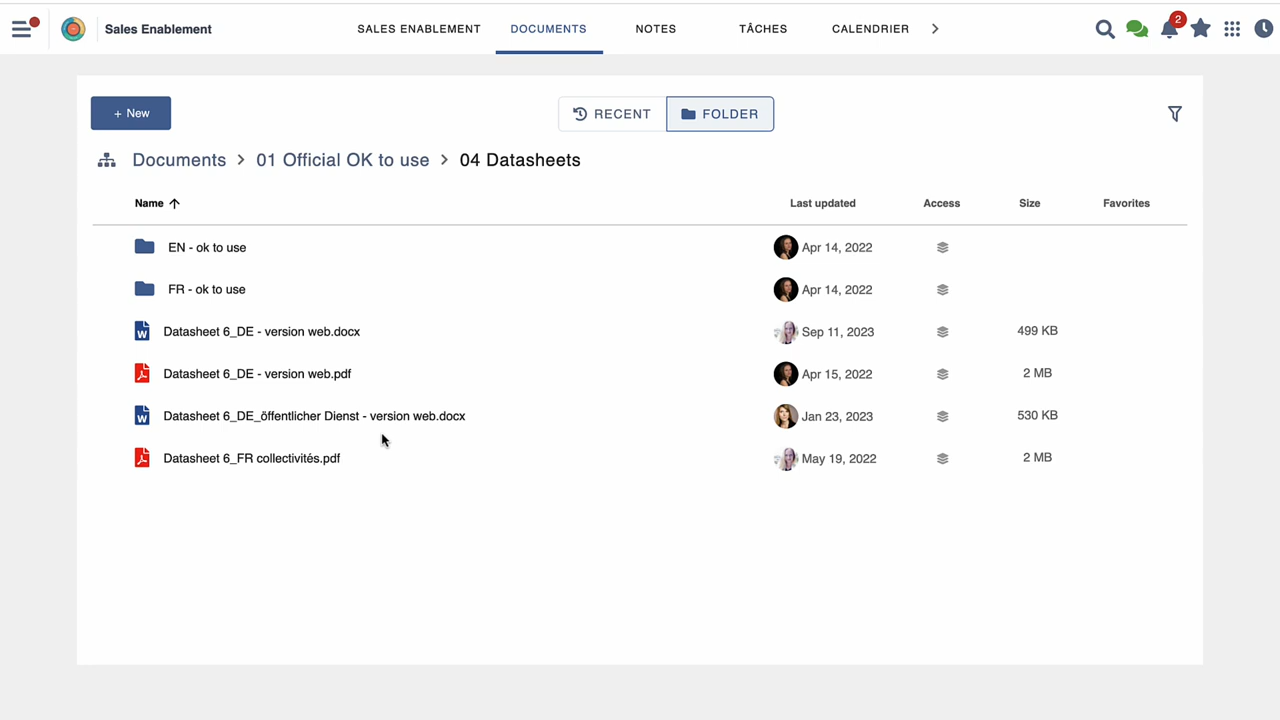 Sales Enablement
SALES ENABLEMENT DOCUMENTS NOTES TÂCHES CALENDRIER
2
+ New
RECENT FOLDER
Documents > 01 Official OK to use > 04 Datasheets
Name Last updated Access Size Favorites
EN - ok to use Apr 14, 2022
FR - ok to use Apr 14, 2022
Datasheet 6_DE - version web.docx Sep 11, 2023 499 KB
Datasheet 6_DE - version web.pdf Apr 15, 2022 2 MB
Datasheet 6_DE_öffentlicher Dienst - version web.docx Jan 23, 2023 530 KB
Datasheet 6_FR collectivités.pdf May 19, 2022 2 MB